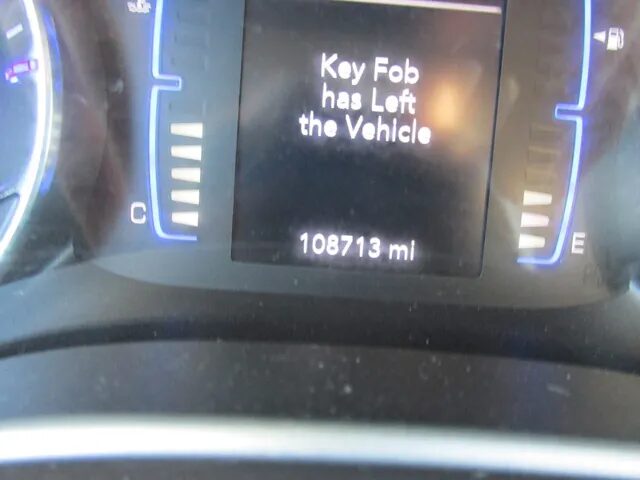 Key Fob
has Left
the Vehicle
C
E
108713 mi